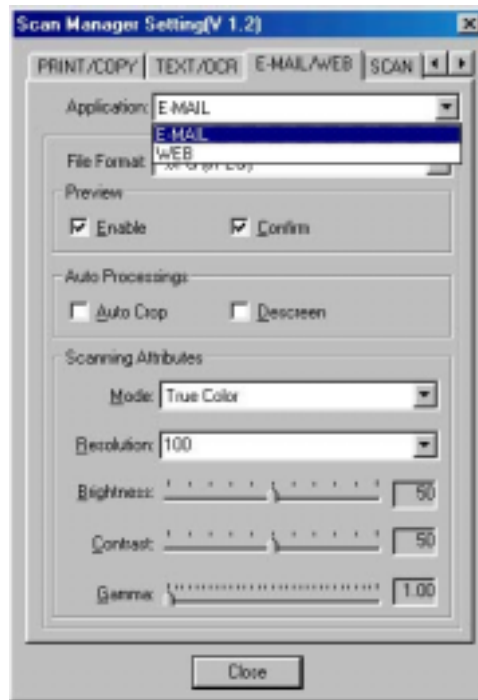 Scan Manager Setting(V 1.2)
PRINT/COPY TEXT/OCR E-MAIL/WEB SCAN
Application: E-MAIL
E-MAIL
WEB
File Format:
Preview
Enable Confirm
Auto Processings
Auto Crop Descreen
Scanning Attributes
Mode: True Color
Resolution: 100
Brightness: 50
Contrast: 50
Gamma: 1.00
Close